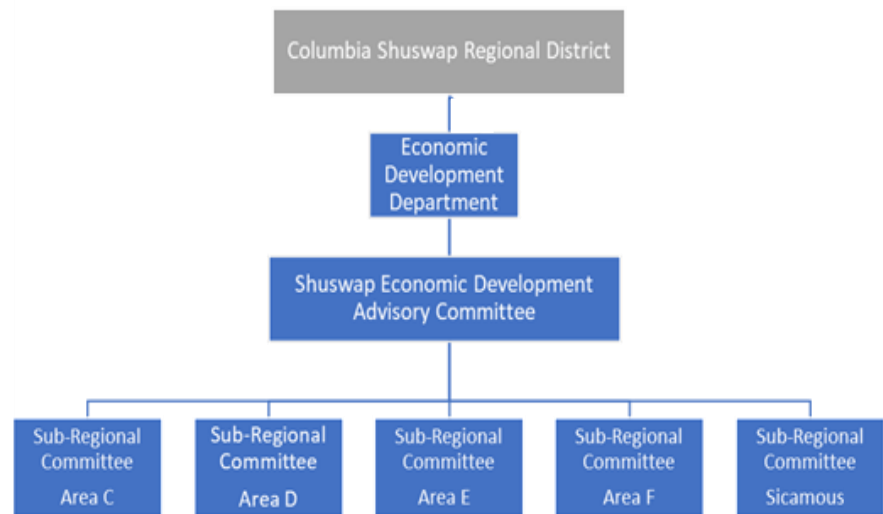 Columbia Shuswap Regional District
Economic
Development
Department
Shuswap Economic Development
Advisory Committee
Sub-Regional
Committee
Area C
Sub-Regional
Committee
Area D
Sub-Regional
Committee
Area E
Sub-Regional
Committee
Area F
Sub-Regional
Committee
Sicamous